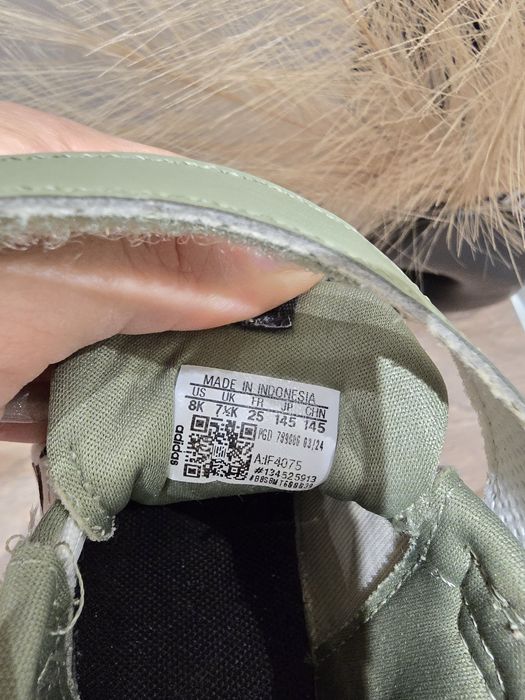 MADE IN INDONESIA
US UK FR JP CHN
8K 7½K 25 145 145
adidas
PGD 789606 03/24
A:IF4075
#134525913